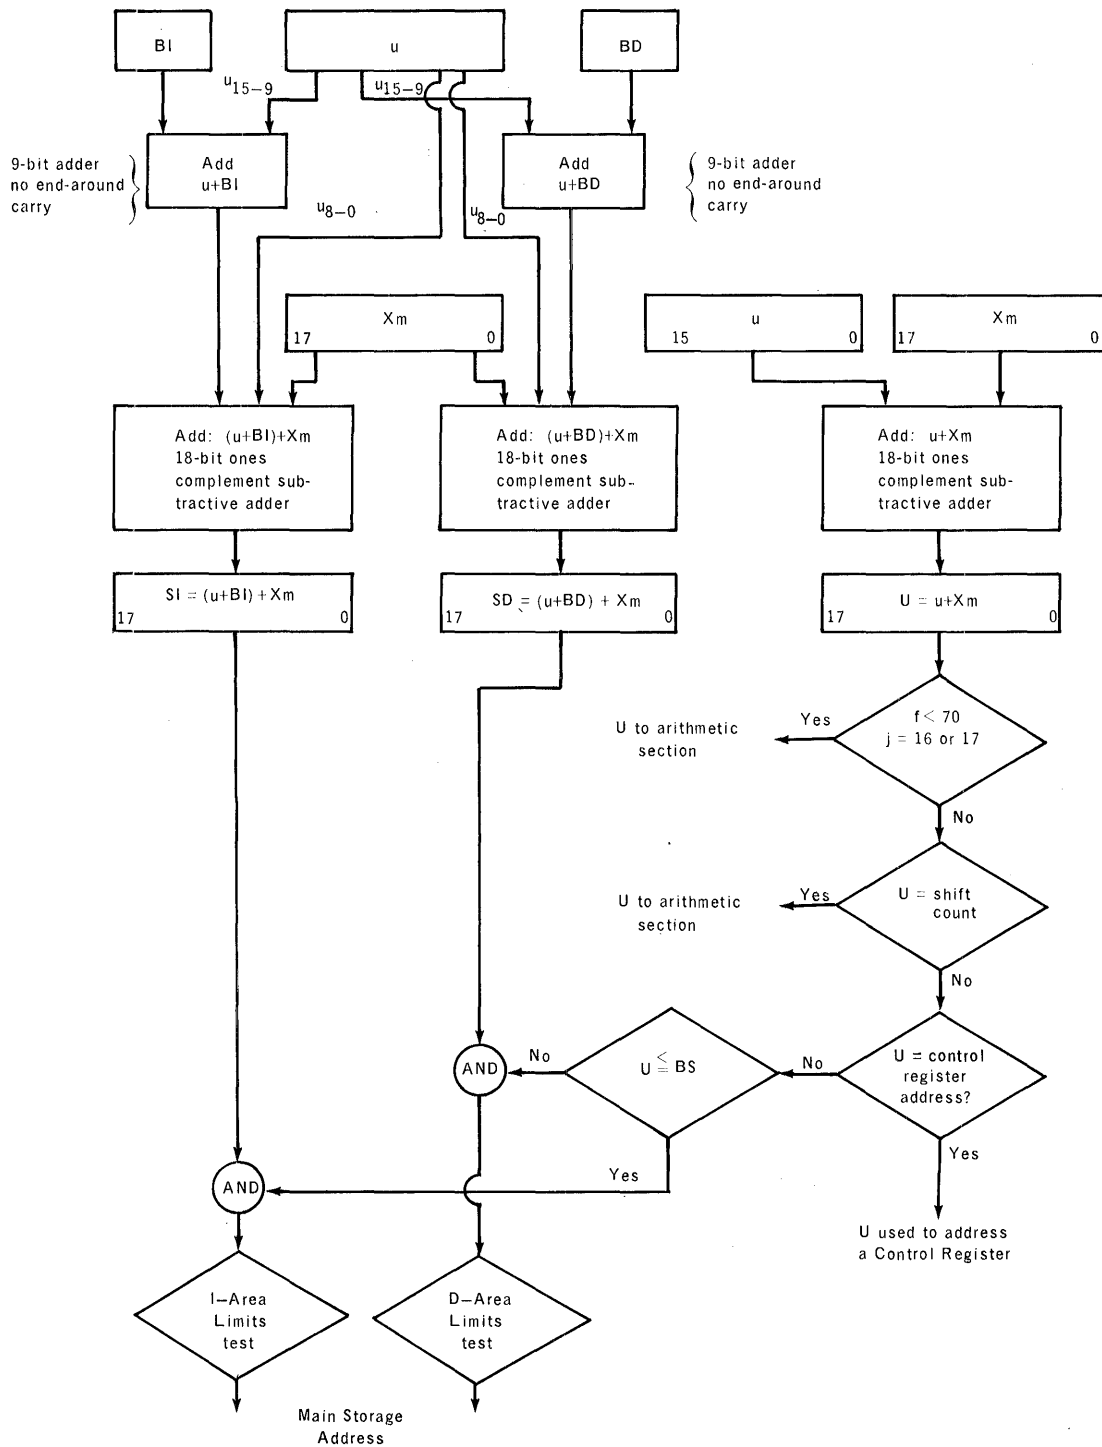 BI
u
BD
u15–9
u15–9
9-bit adder
no end-around
carry
Add
u+BI
Add
u+BD
9-bit adder
no end-around
carry
u8–0
u8–0
Xm
17 0
u
15 0
Xm
17 0
Add: (u+BI)+Xm
18-bit ones
complement sub-
tractive adder
Add: (u+BD)+Xm
18-bit ones
complement sub-
tractive adder
Add: u+Xm
18-bit ones
complement sub-
tractive adder
SI = (u+BI) + Xm
17 0
SD = (u+BD) + Xm
17 0
U = u+Xm
17 0
f < 70
j = 16 or 17
Yes
U to arithmetic
section
No
U = shift
count
Yes
U to arithmetic
section
No
U = control
register
address?
No
U ≤ BS
No
AND
Yes
Yes
AND
U used to address
a Control Register
I–Area
Limits
test
D–Area
Limits
test
Main Storage
Address